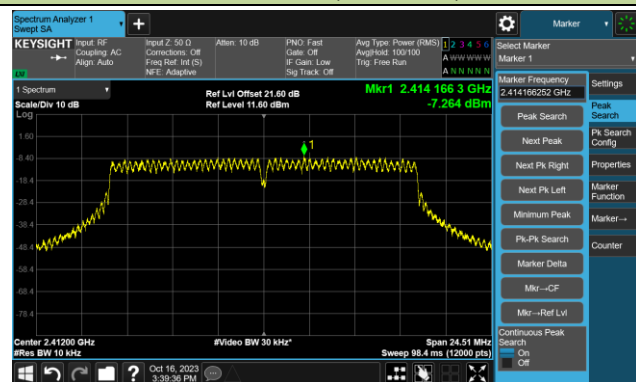 Spectrum Analyzer 1
Swept SA
Marker
KEYSIGHT
Input: RF
Coupling: AC
Align: Auto
Input Z: 50 Ω
Corrections: Off
Freq Ref: Int (S)
NFE: Adaptive
Atten: 10 dB
PNO: Fast
Gate: Off
IF Gain: Low
Sig Track: Off
Avg Type: Power (RMS)
Avg|Hold: 100/100
Trig: Free Run
1 2 3 4 5 6
A W W W W W
A N N N N N
Select Marker
Marker 1
1 Spectrum
Scale/Div 10 dB
Log
Ref Lvl Offset 21.60 dB
Ref Level 11.60 dBm
Mkr1 2.414 166 3 GHz
-7.264 dBm
1
1.60
-8.40
-18.4
-28.4
-38.4
-48.4
-58.4
-68.4
-78.4
Center 2.41200 GHz
#Res BW 10 kHz
#Video BW 30 kHz*
Span 24.51 MHz
Sweep 98.4 ms (12000 pts)
Marker Frequency
2.414166252 GHz
Peak Search
Next Peak
Next Pk Right
Next Pk Left
Minimum Peak
Pk-Pk Search
Marker Delta
Mkr→CF
Mkr→Ref Lvl
Continuous Peak
Search
On
Off
Settings
Peak
Search
Pk Search
Config
Properties
Marker
Function
Marker→
Counter
Oct 16, 2023
3:39:36 PM